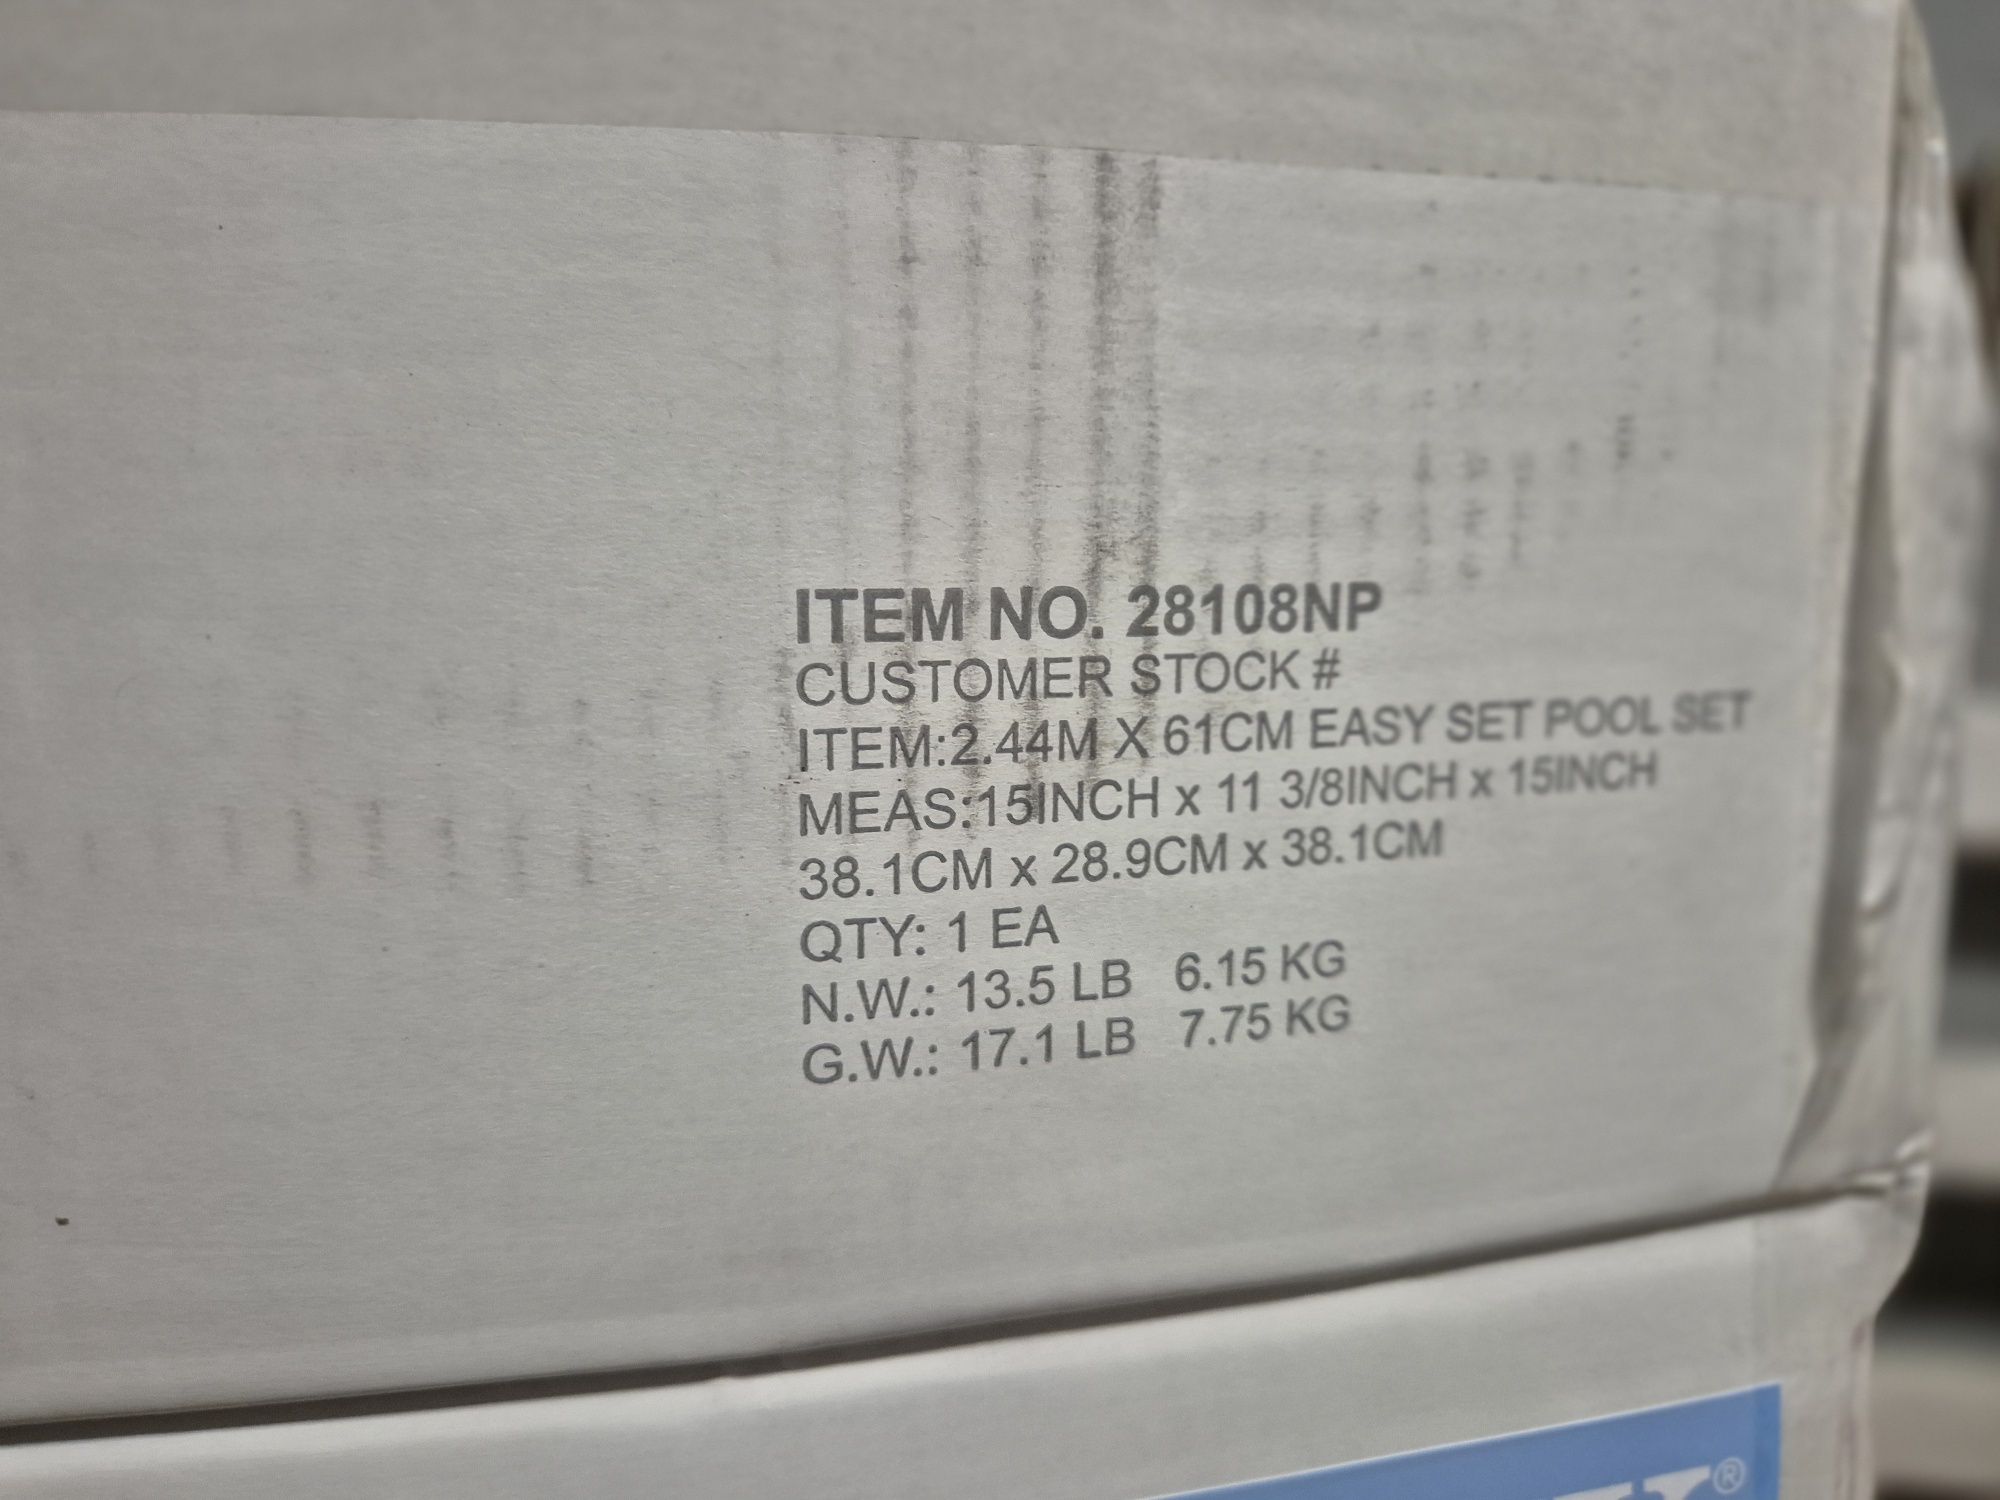 ITEM NO. 28108NP
CUSTOMER STOCK #
ITEM:2.44M X 61CM EASY SET POOL SET
MEAS:15INCH x 11 3/8INCH x 15INCH
38.1CM x 28.9CM x 38.1CM
QTY: 1 EA
N.W.: 13.5 LB 6.15 KG
G.W.: 17.1 LB 7.75 KG